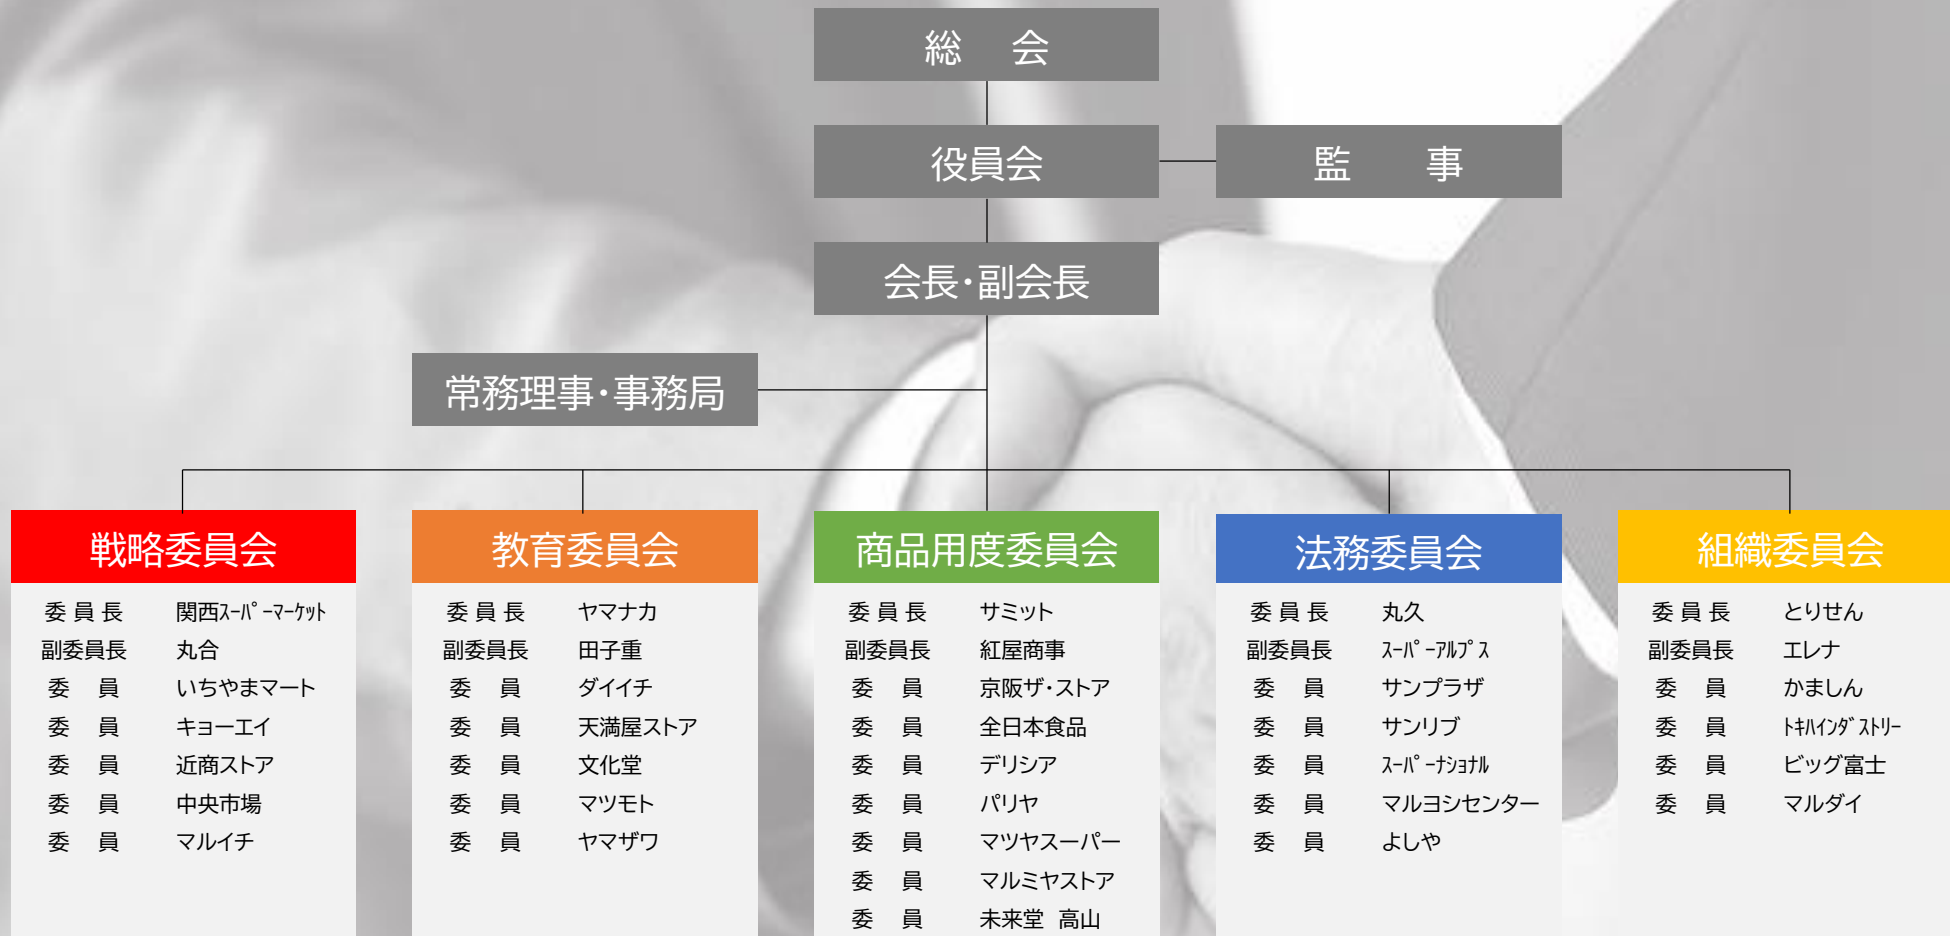 総　会
役員会
監　事
会長・副会長
常務理事・事務局
戦略委員会
委員長 関西ｽｰﾊﾟｰﾏｰｹｯﾄ
副委員長 丸合
委　員 いちやまマート
委　員 キョーエイ
委　員 近商ストア
委　員 中央市場
委　員 マルイチ
教育委員会
委員長 ヤマナカ
副委員長 田子重
委　員 ダイイチ
委　員 天満屋ストア
委　員 文化堂
委　員 マツモト
委　員 ヤマザワ
商品用度委員会
委員長 サミット
副委員長 紅屋商事
委　員 京阪ザ・ストア
委　員 全日本食品
委　員 デリシア
委　員 パリヤ
委　員 マツヤスーパー
委　員 マルミヤストア
委　員 未来堂　高山
法務委員会
委員長 丸久
副委員長 ｽｰﾊﾟｰｱﾙﾌﾟｽ
委　員 サンプラザ
委　員 サンリブ
委　員 ｽｰﾊﾟｰﾅｼｮﾅﾙ
委　員 マルヨシセンター
委　員 よしや
組織委員会
委員長 とりせん
副委員長 エレナ
委　員 かましん
委　員 ﾄｷﾊｲﾝﾀﾞｽﾄﾘｰ
委　員 ビッグ富士
委　員 マルダイ